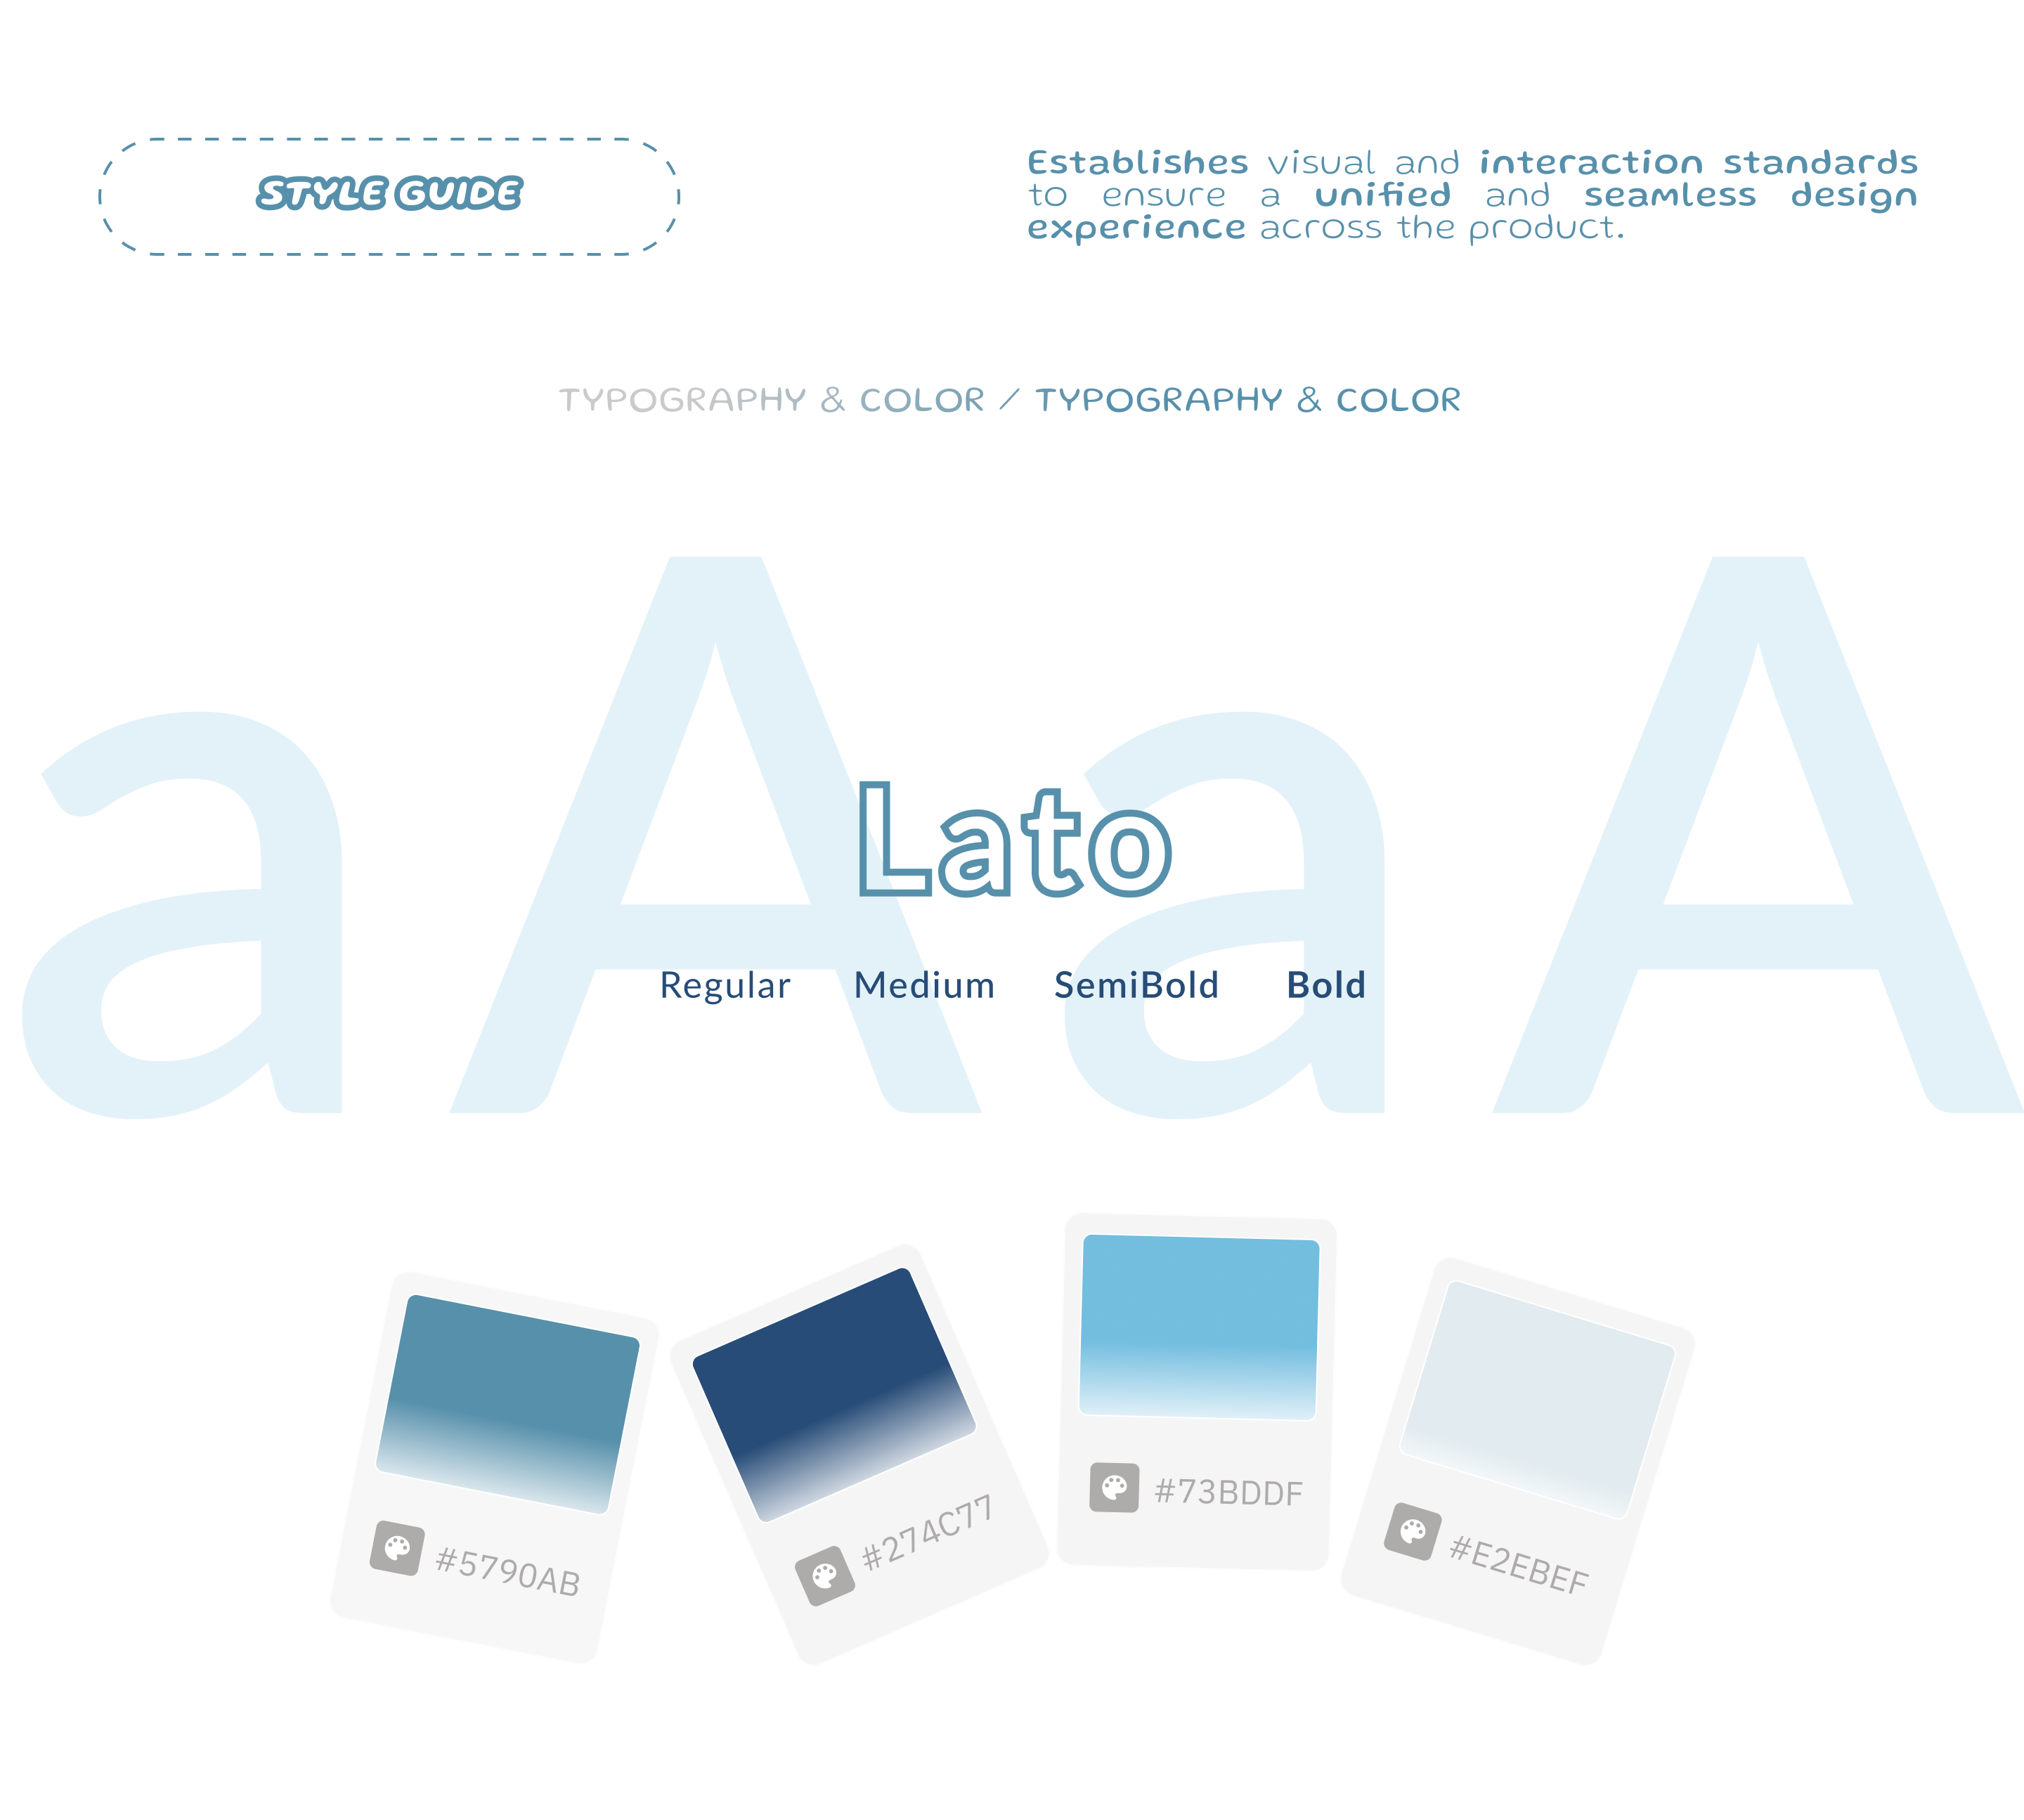 STYLE GUIDE
Establishes visual and interaction standards
to ensure a unified and seamless design
experience across the product.
TYPOGRAPHY & COLOR / TYPOGRAPHY & COLOR
aAaA
Lato
Regular Medium SemiBold Bold
#5790AB
#274C77
#73BDDF
#E2EBEF